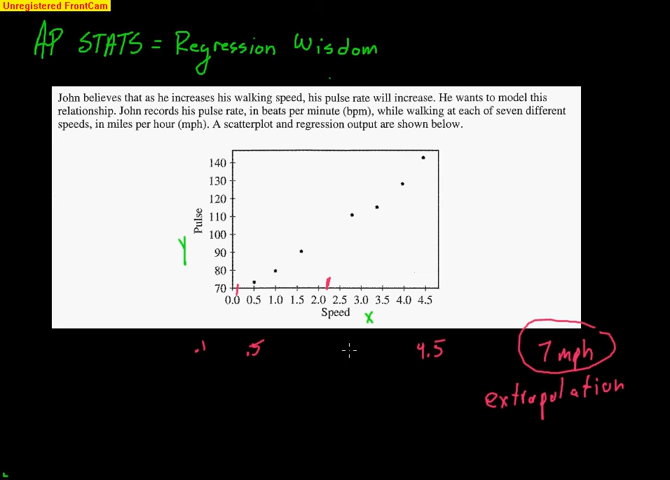 Unregistered FrontCam
AP STATS = Regression Wisdom
John believes that as he increases his walking speed, his pulse rate will increase. He wants to model this
relationship. John records his pulse rate, in beats per minute (bpm), while walking at each of seven different
speeds, in miles per hour (mph). A scatterplot and regression output are shown below.
140
130
120
110
100
90
80
70
Pulse
Y
0.0 0.5 1.0 1.5 2.0 2.5 3.0 3.5 4.0 4.5
Speed X
.1 .5 4.5 7 mph
extrapolation